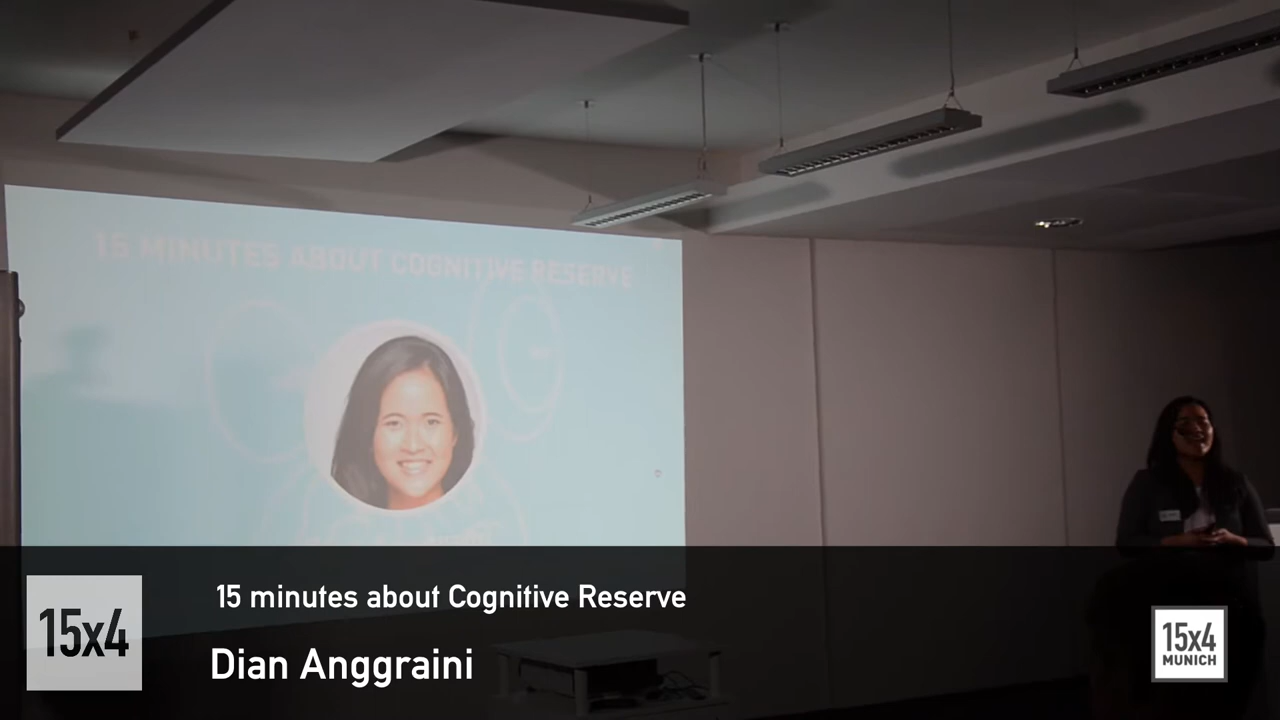 15 MINUTES ABOUT COGNITIVE RESERVE
15x4
15 minutes about Cognitive Reserve
Dian Anggraini
15x4
MUNICH